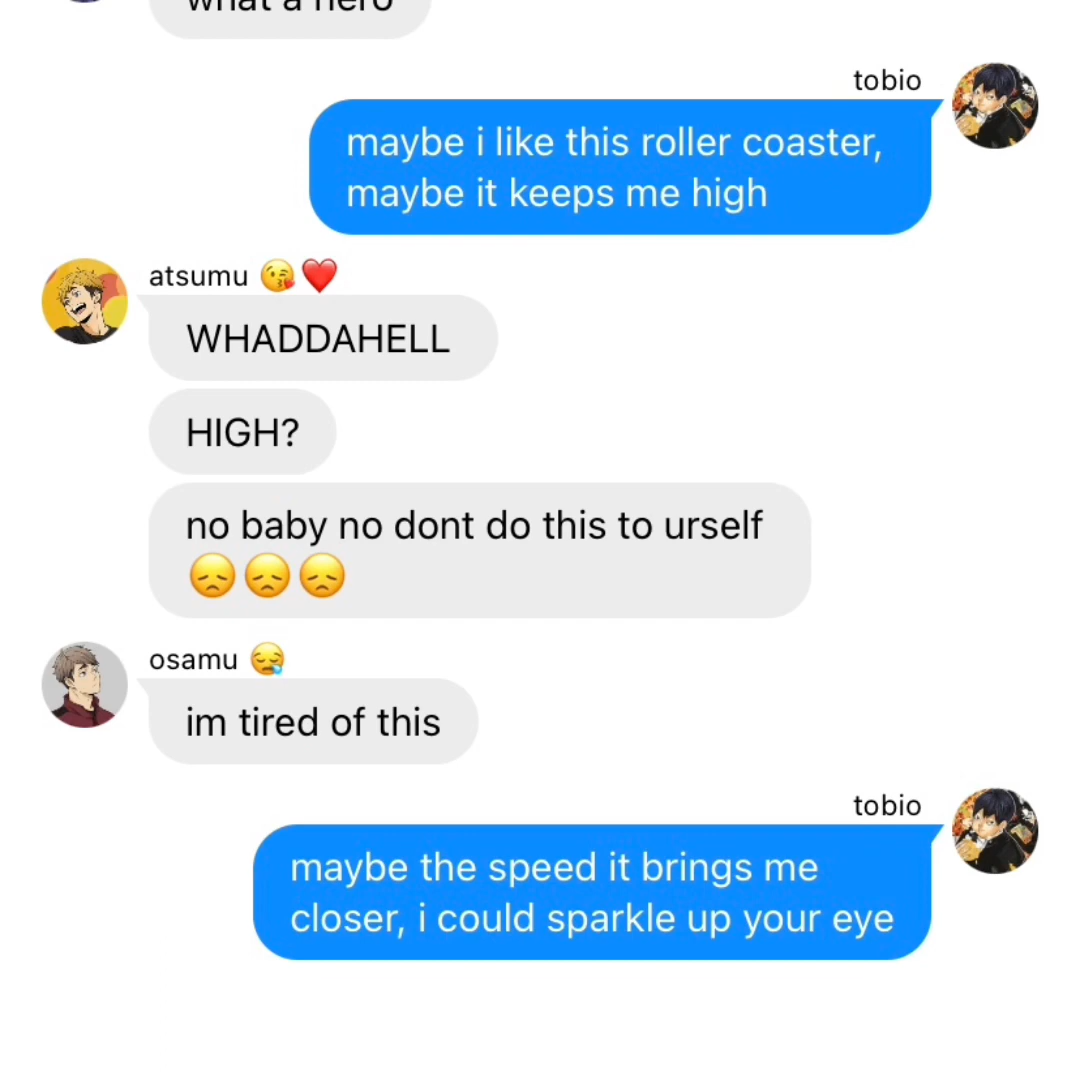 what a hero
tobio
maybe i like this roller coaster,
maybe it keeps me high
atsumu 😘❤️
WHADDAHELL
HIGH?
no baby no dont do this to urself
😞😞😞
osamu 😪
im tired of this
tobio
maybe the speed it brings me
closer, i could sparkle up your eye